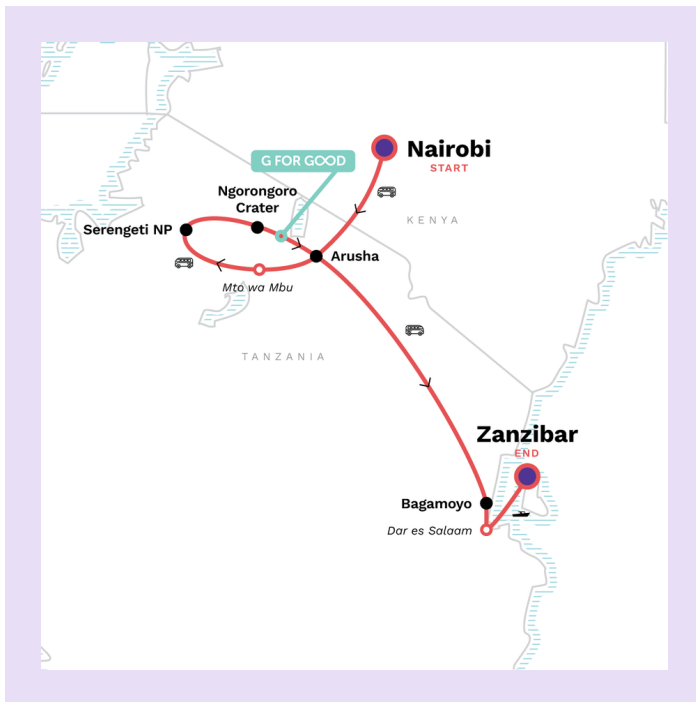 Nairobi
START
G FOR GOOD
Ngorongoro
Crater
KENYA
Serengeti NP
Arusha
Mto wa Mbu
TANZANIA
Zanzibar
END
Bagamoyo
Dar es Salaam